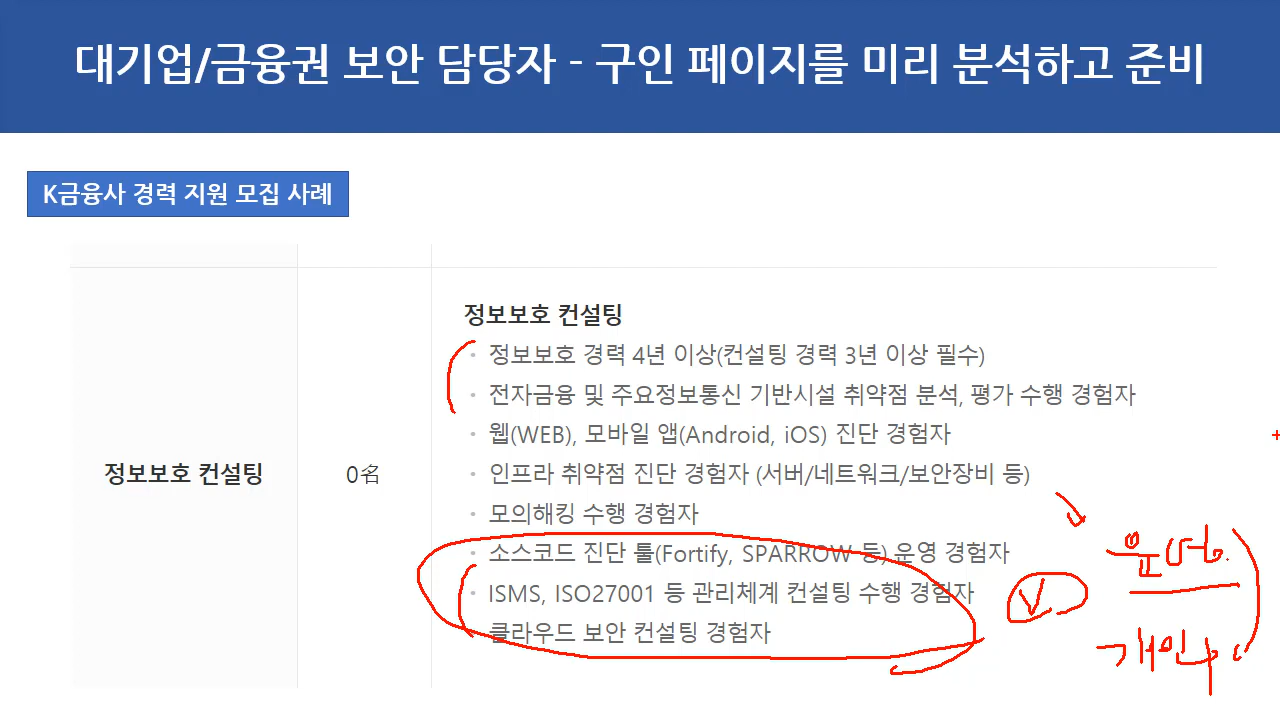 대기업/금융권 보안 담당자 - 구인 페이지를 미리 분석하고 준비
K금융사 경력 지원 모집 사례
정보보호 컨설팅
0名
정보보호 컨설팅
· 정보보호 경력 4년 이상(컨설팅 경력 3년 이상 필수)
· 전자금융 및 주요정보통신 기반시설 취약점 분석, 평가 수행 경험자
· 웹(WEB), 모바일 앱(Android, iOS) 진단 경험자
· 인프라 취약점 진단 경험자 (서버/네트워크/보안장비 등)
· 모의해킹 수행 경험자
· 소스코드 진단 툴(Fortify, SPARROW 등) 운영 경험자
· ISMS, ISO27001 등 관리체계 컨설팅 수행 경험자
· 클라우드 보안 컨설팅 경험자
V
개인